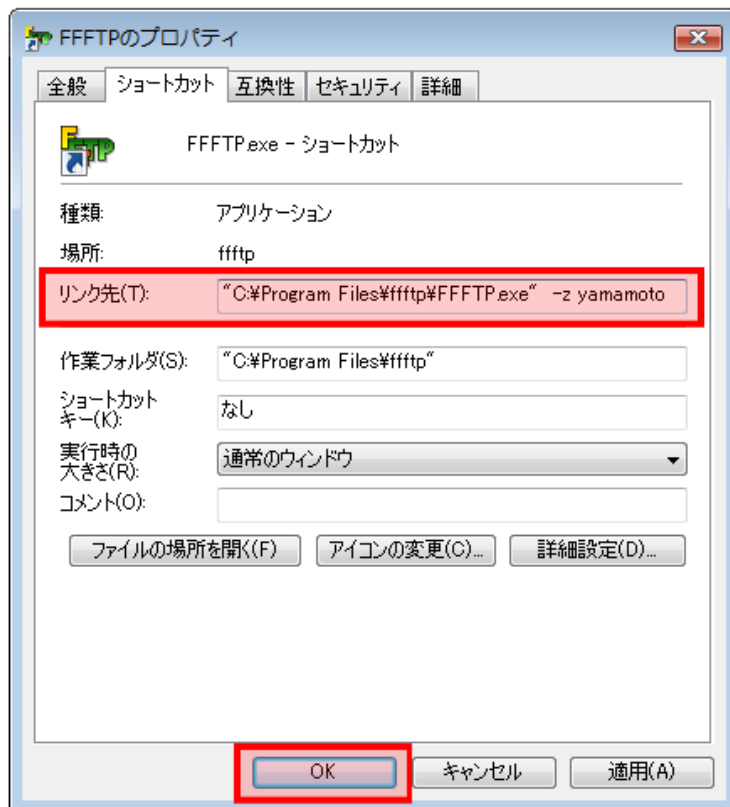 FFFTPのプロパティ
全般 ショートカット 互換性 セキュリティ 詳細
FFFTP
FFFTP.exe - ショートカット
種類: アプリケーション
場所: ffftp
リンク先(T): "C:¥Program Files¥ffftp¥FFFTP.exe" -z yamamoto
作業フォルダ(S): "C:¥Program Files¥ffftp"
ショートカット
キー(K): なし
実行時の
大きさ(R): 通常のウィンドウ
コメント(O):
ファイルの場所を開く(F) アイコンの変更(C)... 詳細設定(D)...
OK キャンセル 適用(A)